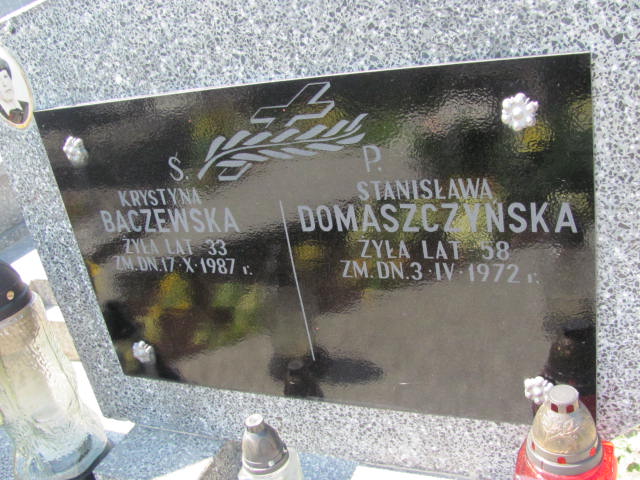 Ś. P.
KRYSTYNA
BACZEWSKA
ŻYŁA LAT 33
ZM. DN. 17·X·1987 r.
STANISŁAWA
DOMASZCZYŃSKA
ŻYŁA LAT 58
ZM. DN. 3·IV·1972 r.